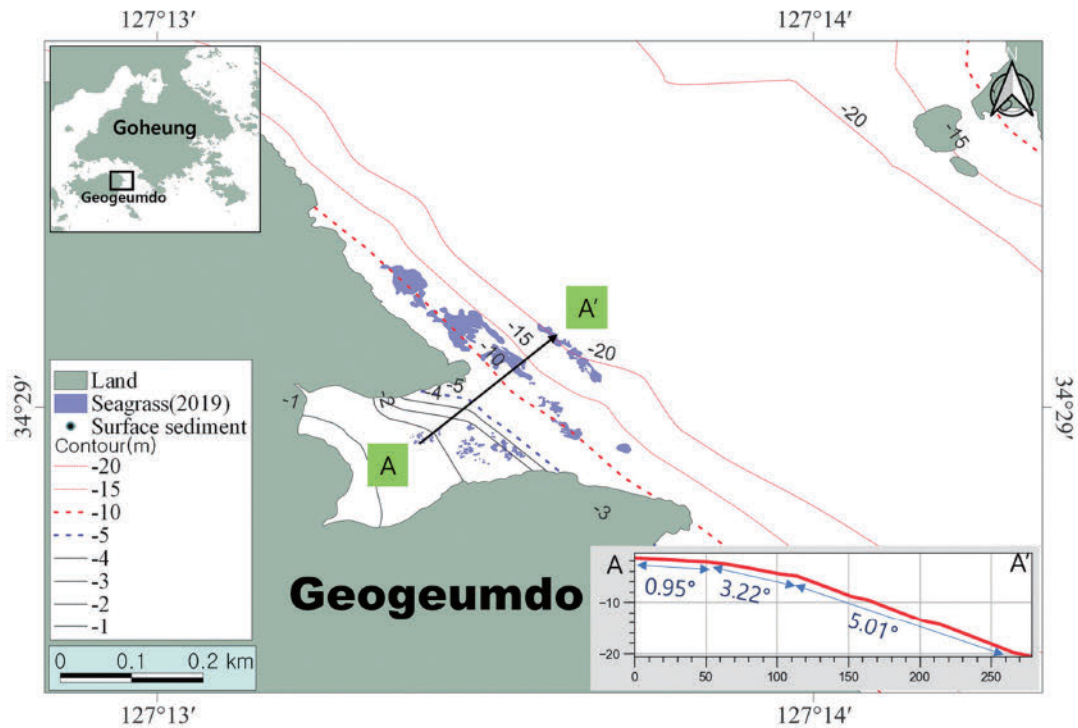 127°13′
127°14′
N
Goheung
Geogeumdo
-20
-15
A′
-15
-20
-10
34°29′
34°29′
-5
-4
-2
-1
A
-3
Land
Seagrass(2019)
Surface sediment
Contour(m)
-20
-15
-10
-5
-4
-3
-2
-1
Geogeumdo
A
A′
0.95°
3.22°
5.01°
-10
-20
0
50
100
150
200
250
0
0.1
0.2 km
127°13′
127°14′